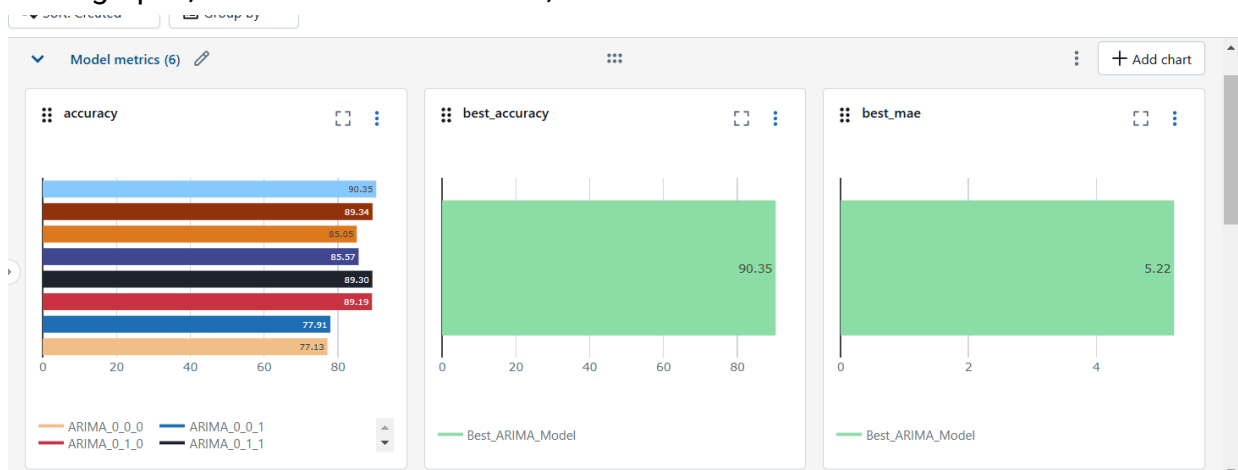 Model metrics (6)
Add chart
accuracy
90.35
89.34
85.05
85.57
89.30
89.19
77.91
77.13
0 20 40 60 80
ARIMA_0_0_0 ARIMA_0_0_1
ARIMA_0_1_0 ARIMA_0_1_1
best_accuracy
90.35
0 20 40 60 80
Best_ARIMA_Model
best_mae
5.22
0 2 4
Best_ARIMA_Model